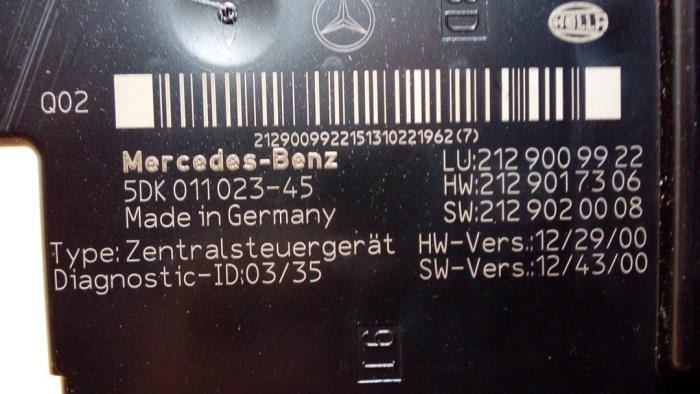 BD
HELLA
Q02
2129009922151310221962(7)
Mercedes-Benz
5DK 011 023-45
Made in Germany
LU:212 900 99 22
HW:212 901 73 06
SW:212 902 00 08
Type: Zentralsteuergerät
Diagnostic-ID:03/35
HW-Vers.:12/29/00
SW-Vers.:12/43/00